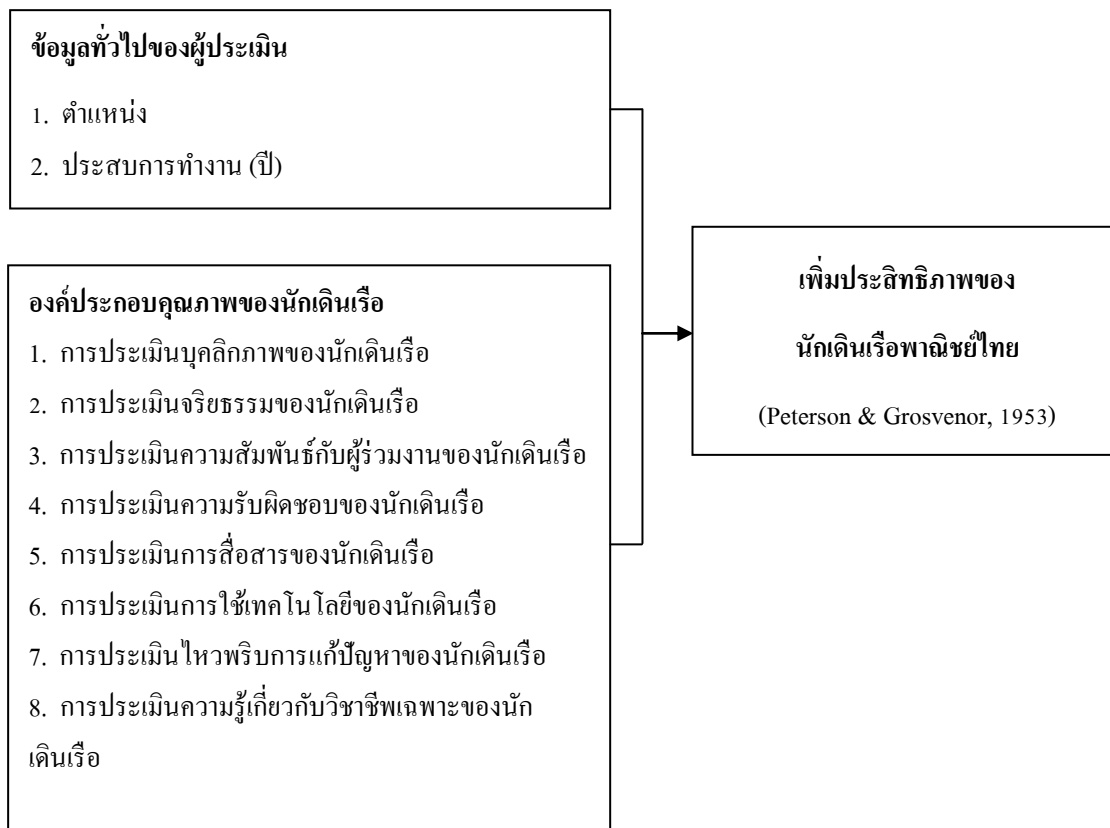 ข้อมูลทั่วไปของผู้ประเมิน
1. ตำแหน่ง
2. ประสบการทำงาน (ปี)
องค์ประกอบคุณภาพของนักเดินเรือ
1. การประเมินบุคลิกภาพของนักเดินเรือ
2. การประเมินจริยธรรมของนักเดินเรือ
3. การประเมินความสัมพันธ์กับผู้ร่วมงานของนักเดินเรือ
4. การประเมินความรับผิดชอบของนักเดินเรือ
5. การประเมินการสื่อสารของนักเดินเรือ
6. การประเมินการใช้เทคโนโลยีของนักเดินเรือ
7. การประเมินไหวพริบการแก้ปัญหาของนักเดินเรือ
8. การประเมินความรู้เกี่ยวกับวิชาชีพเฉพาะของนัก
เดินเรือ
เพิ่มประสิทธิภาพของ
นักเดินเรือพาณิชย์ไทย
(Peterson & Grosvenor, 1953)